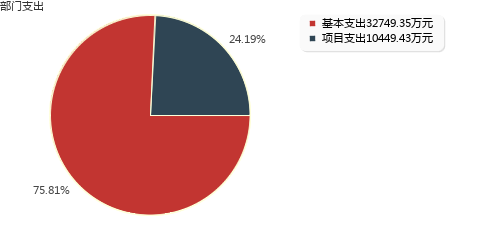 部门支出
基本支出32749.35万元
项目支出10449.43万元
24.19%
75.81%